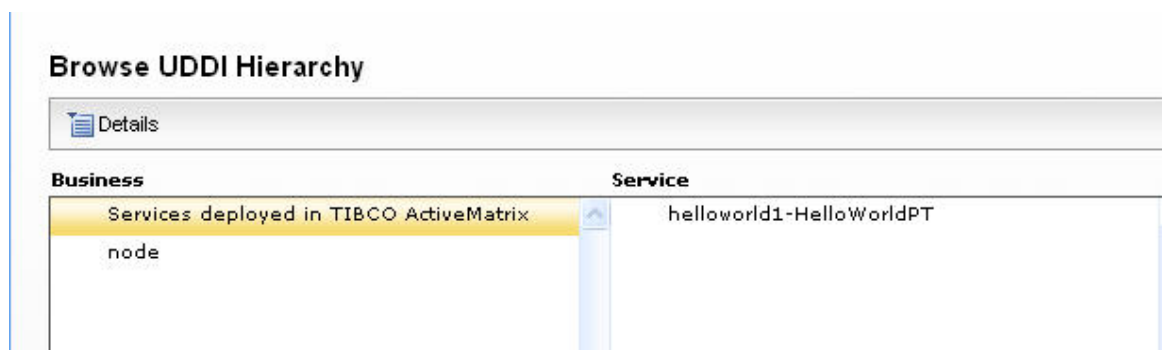 Browse UDDI Hierarchy
Details
Business
Service
Services deployed in TIBCO ActiveMatrix
helloworld1-HelloWorldPT
node